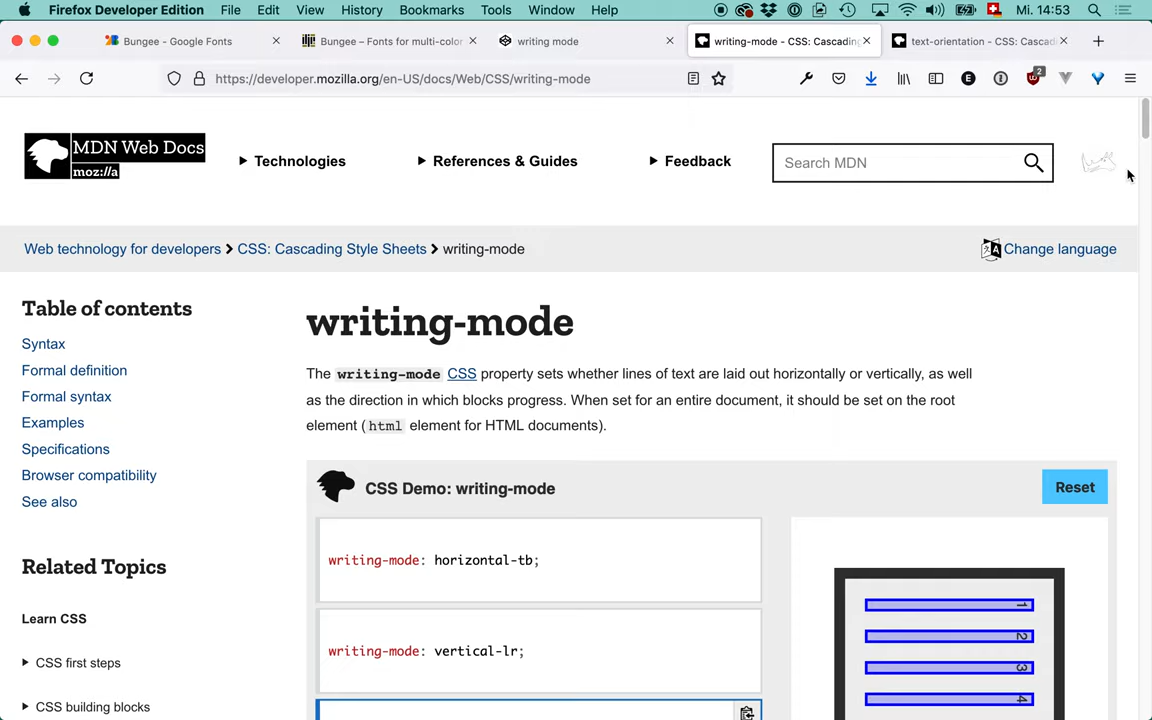 Firefox Developer Edition File Edit View History Bookmarks Tools Window Help Mi. 14:53
Bungee - Google Fonts
Bungee – Fonts for multi-color
writing mode
writing-mode - CSS: Cascading
text-orientation - CSS: Cascadi
https://developer.mozilla.org/en-US/docs/Web/CSS/writing-mode
2
MDN Web Docs
moz://a
Technologies
References & Guides
Feedback
Search MDN
Web technology for developers CSS: Cascading Style Sheets writing-mode
Change language
Table of contents
Syntax
Formal definition
Formal syntax
Examples
Specifications
Browser compatibility
See also
Related Topics
Learn CSS
CSS first steps
CSS building blocks
writing-mode
The writing-mode CSS property sets whether lines of text are laid out horizontally or vertically, as well
as the direction in which blocks progress. When set for an entire document, it should be set on the root
element (html element for HTML documents).
CSS Demo: writing-mode
Reset
writing-mode: horizontal-tb;
writing-mode: vertical-lr;
1
2
3
4